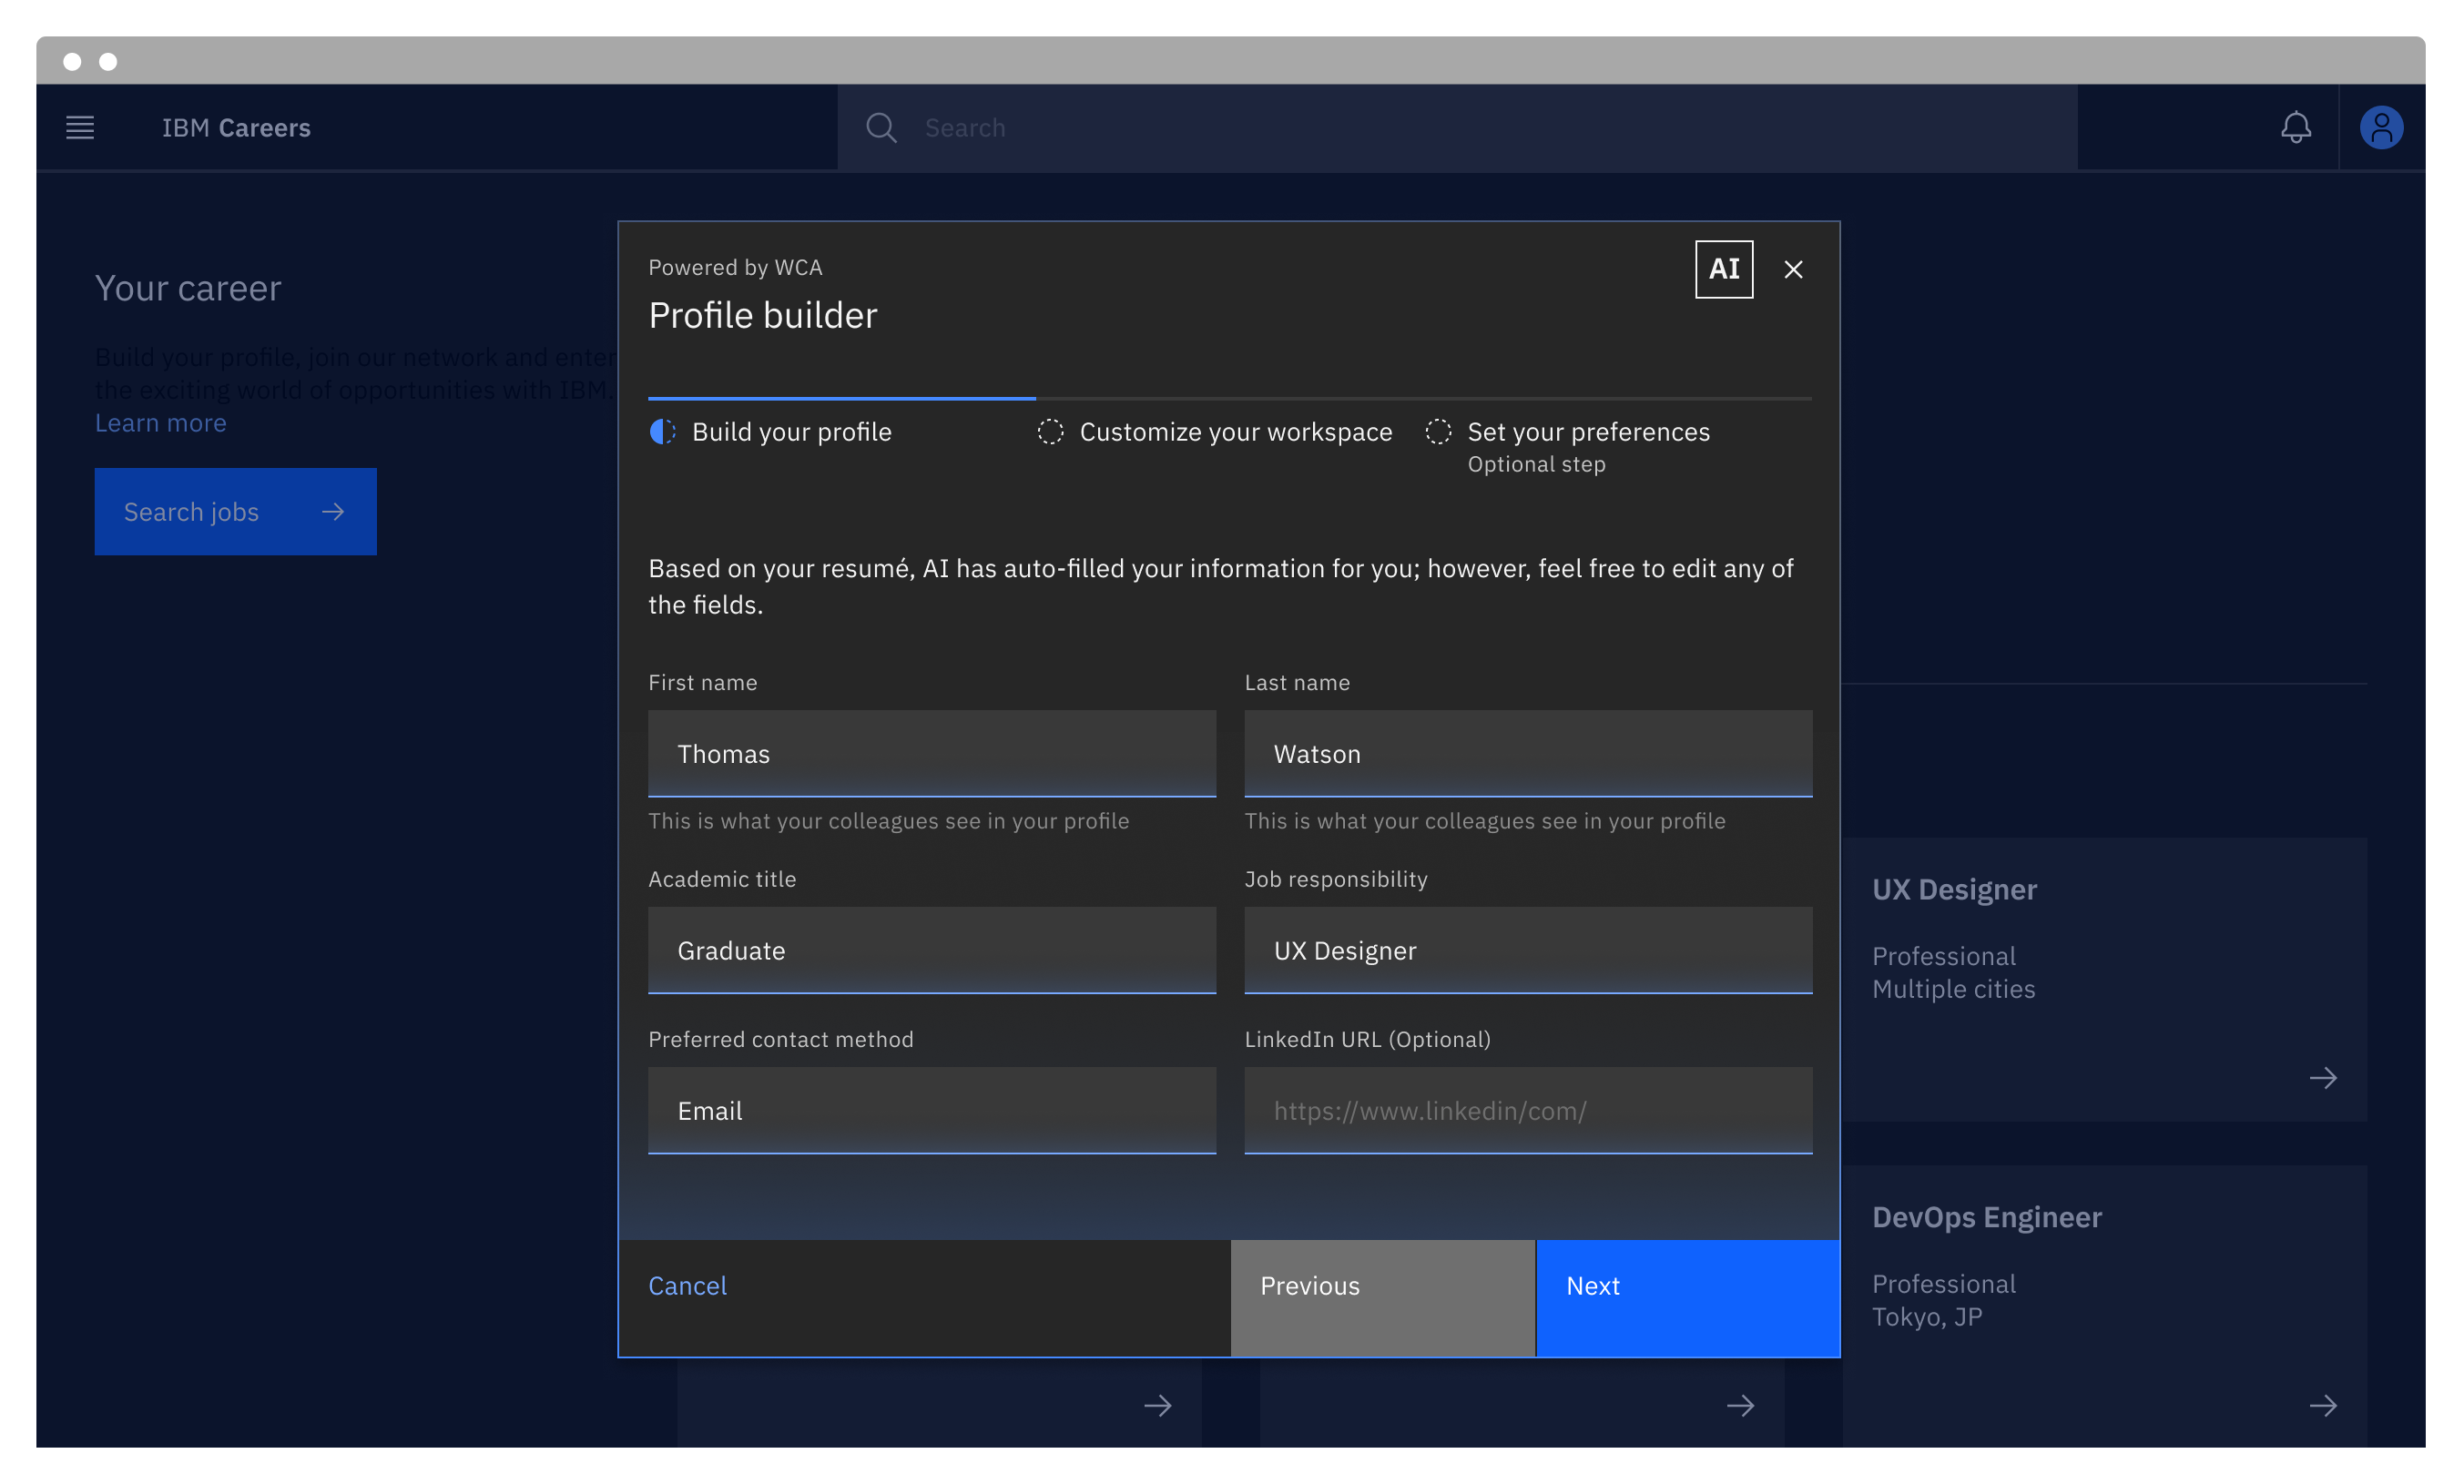 IBM Careers
Search
Your career
Build your profile, join our network and enter
the exciting world of opportunities with IBM.
Learn more
Search jobs
Powered by WCA
Profile builder
AI
Build your profile
Customize your workspace
Set your preferences
Optional step
Based on your resumé, AI has auto-filled your information for you; however, feel free to edit any of
the fields.
First name
Last name
Thomas
Watson
This is what your colleagues see in your profile
This is what your colleagues see in your profile
Academic title
Job responsibility
Graduate
UX Designer
Preferred contact method
LinkedIn URL (Optional)
Email
https://www.linkedin/com/
Cancel
Previous
Next
UX Designer
Professional
Multiple cities
DevOps Engineer
Professional
Tokyo, JP